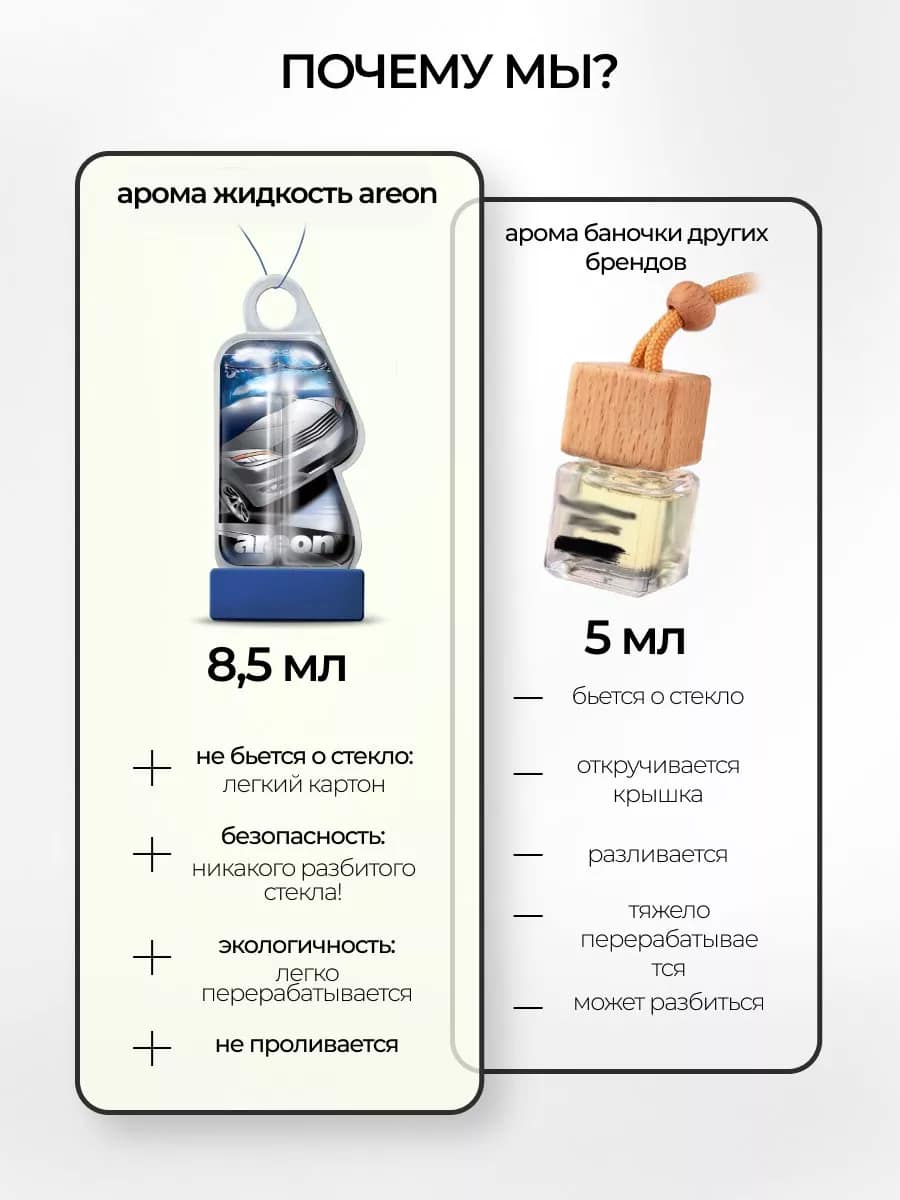 ПОЧЕМУ МЫ?
арома жидкость areon
areon
8,5 мл
не бьется о стекло:
легкий картон
безопасность:
никакого разбитого
стекла!
экологичность:
легко
перерабатывается
не проливается
арома баночки других
брендов
5 мл
бьется о стекло
откручивается
крышка
разливается
тяжело
перерабатывае
тся
может разбиться